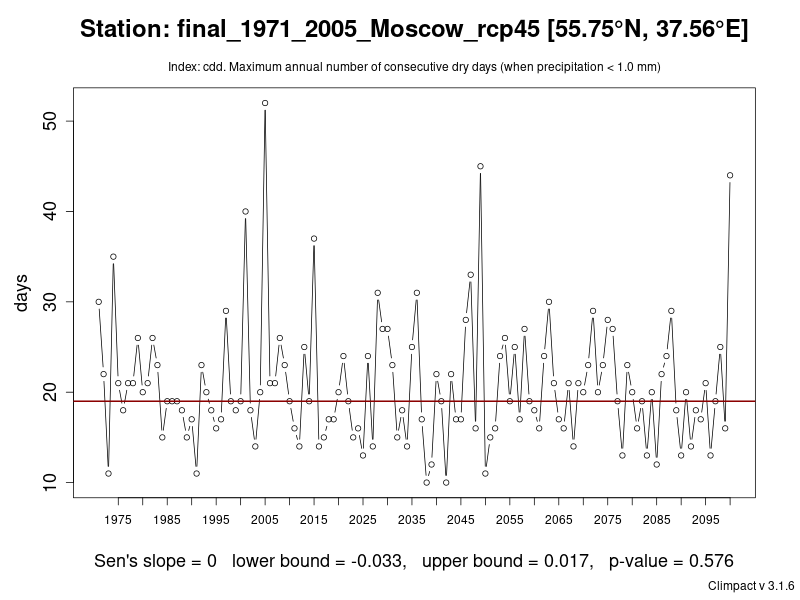 Station: final_1971_2005_Moscow_rcp45 [55.75°N, 37.56°E]
Index: cdd. Maximum annual number of consecutive dry days (when precipitation < 1.0 mm)
50
40
30
20
10
days
1975 1985 1995 2005 2015 2025 2035 2045 2055 2065 2075 2085 2095
Sen's slope = 0 lower bound = -0.033, upper bound = 0.017, p-value = 0.576
Climpact v 3.1.6